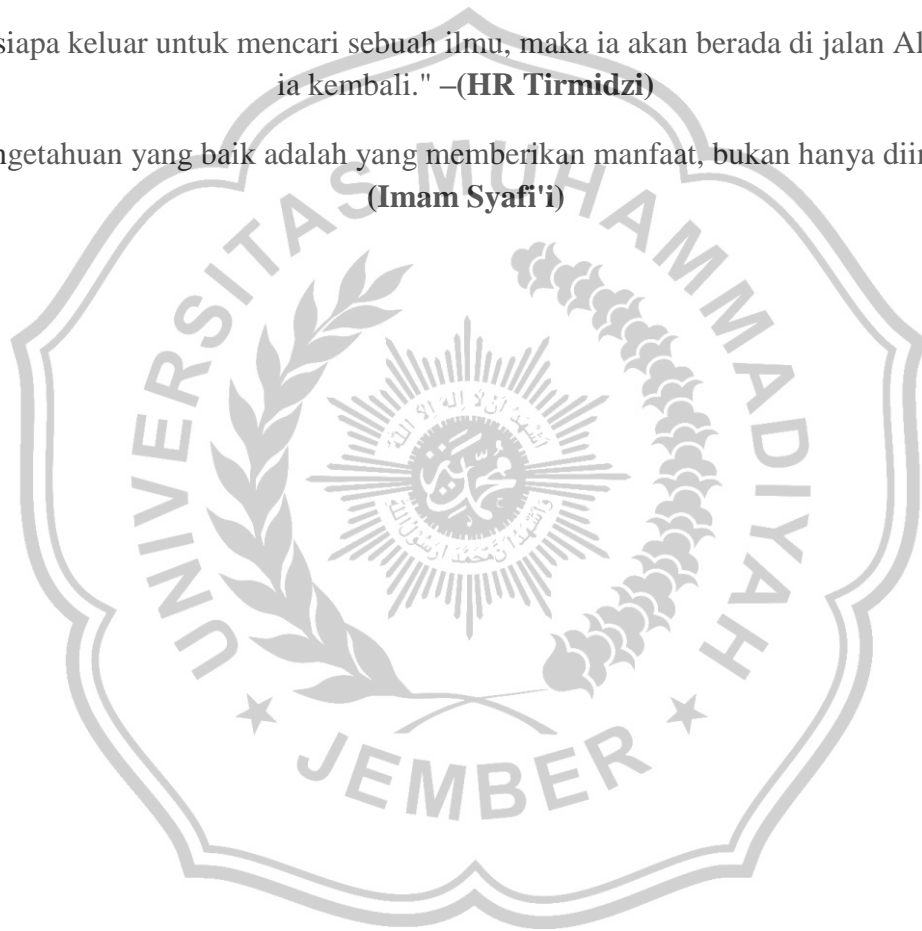 siapa keluar untuk mencari sebuah ilmu, maka ia akan berada di jalan Al
ia kembali." –(HR Tirmidzi)
ngetahuan yang baik adalah yang memberikan manfaat, bukan hanya diin
(Imam Syafi'i)
UNIVERSITAS MUHAMMADIYAH
JEMBER